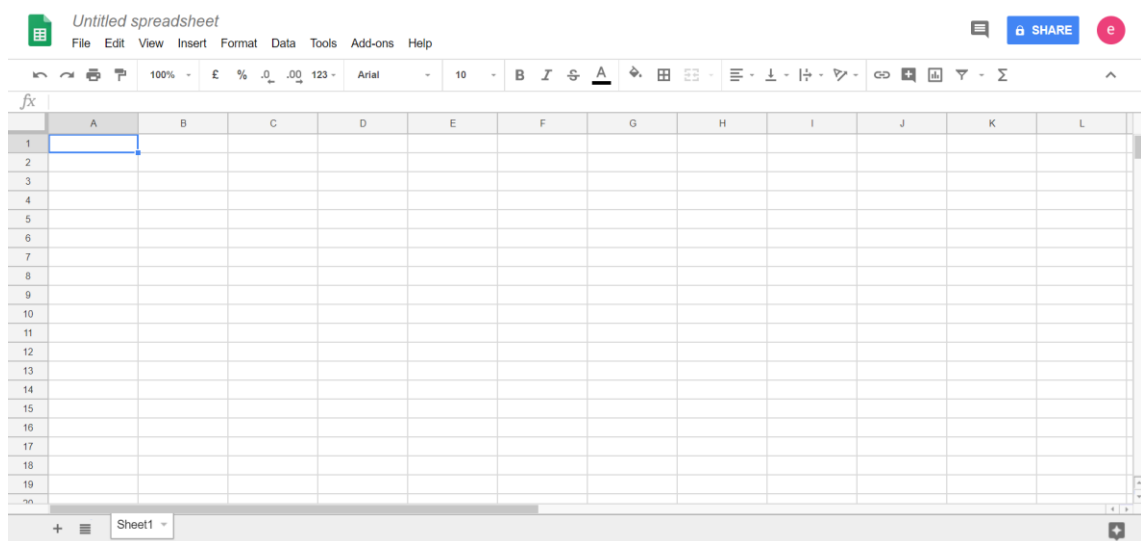 Untitled spreadsheet
File Edit View Insert Format Data Tools Add-ons Help
SHARE
e
100% £ % .0 .00 123 Arial 10 B I S A Σ
fx
A B C D E F G H I J K L
1
2
3
4
5
6
7
8
9
10
11
12
13
14
15
16
17
18
19
20
+ Sheet1